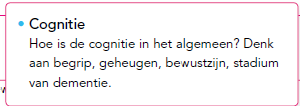 • Cognitie
Hoe is de cognitie in het algemeen? Denk
aan begrip, geheugen, bewustzijn, stadium
van dementie.